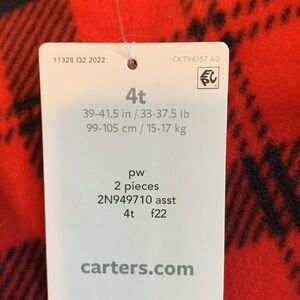 11328 Q2 2022 CKT96157 AD
4t
39-41.5 in / 33-37.5 lb
99-105 cm / 15-17 kg
pw
2 pieces
2N949710 asst
4t f22
carters.com